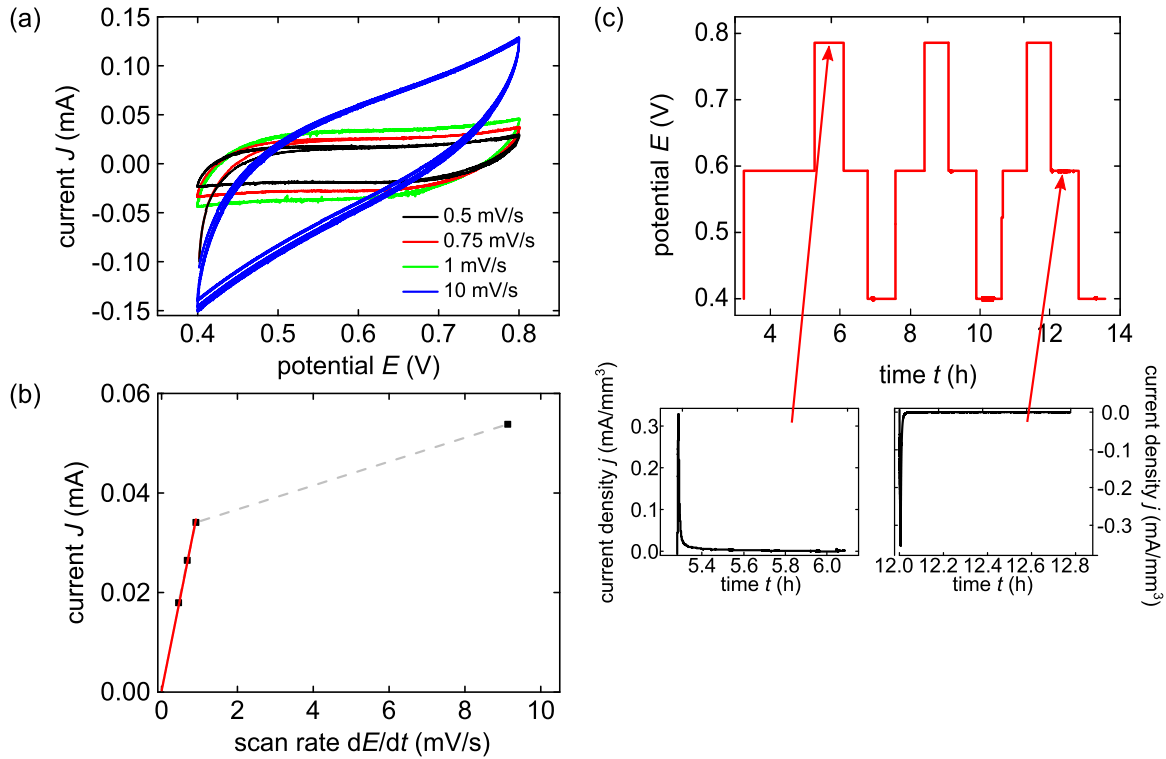 (a)
0.15
0.10
0.05
0.00
-0.05
-0.10
-0.15
current J (mA)
0.5 mV/s
0.75 mV/s
1 mV/s
10 mV/s
0.4 0.5 0.6 0.7 0.8
potential E (V)
(b)
0.06
0.04
0.02
0.00
current J (mA)
0 2 4 6 8 10
scan rate dE/dt (mV/s)
(c)
0.8
0.7
0.6
0.5
0.4
potential E (V)
4 6 8 10 12 14
time t (h)
0.3
0.2
0.1
0.0
current density j (mA/mm³)
5.4 5.6 5.8 6.0
time t (h)
0.0
-0.1
-0.2
-0.3
current density j (mA/mm³)
12.0 12.2 12.4 12.6 12.8
time t (h)